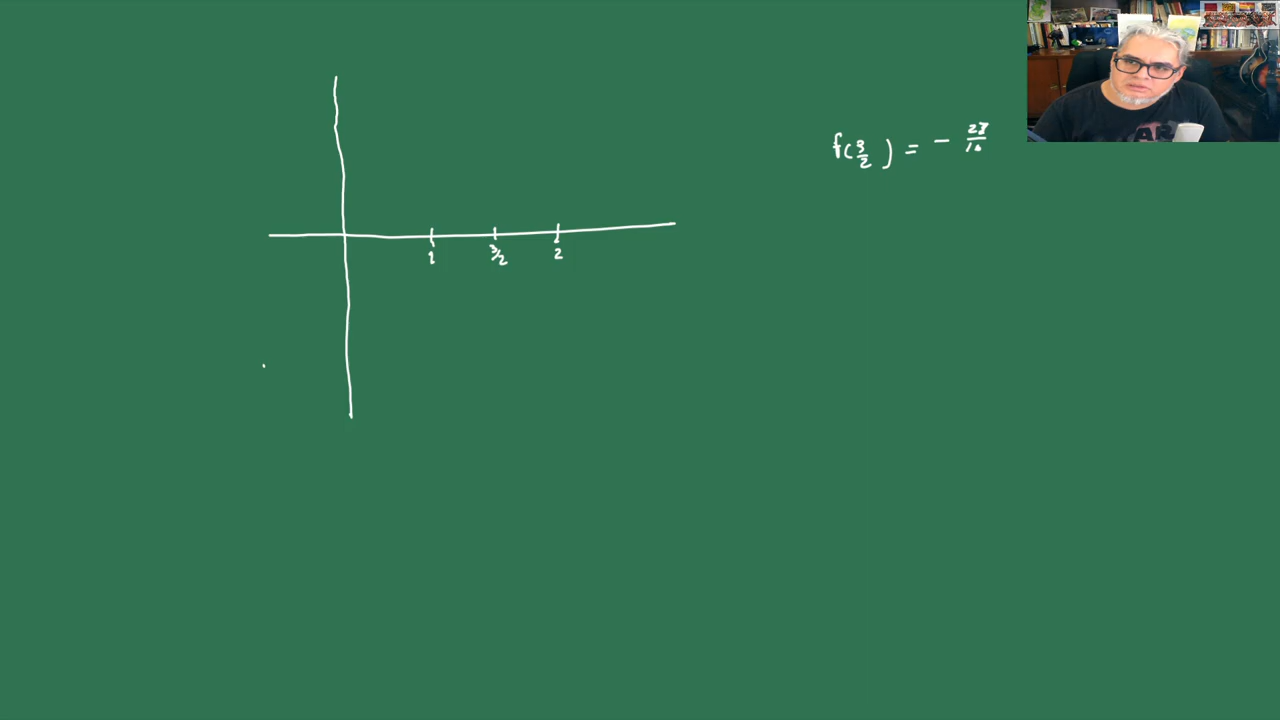 f(3/2) = - 27/16
1 3/2 2